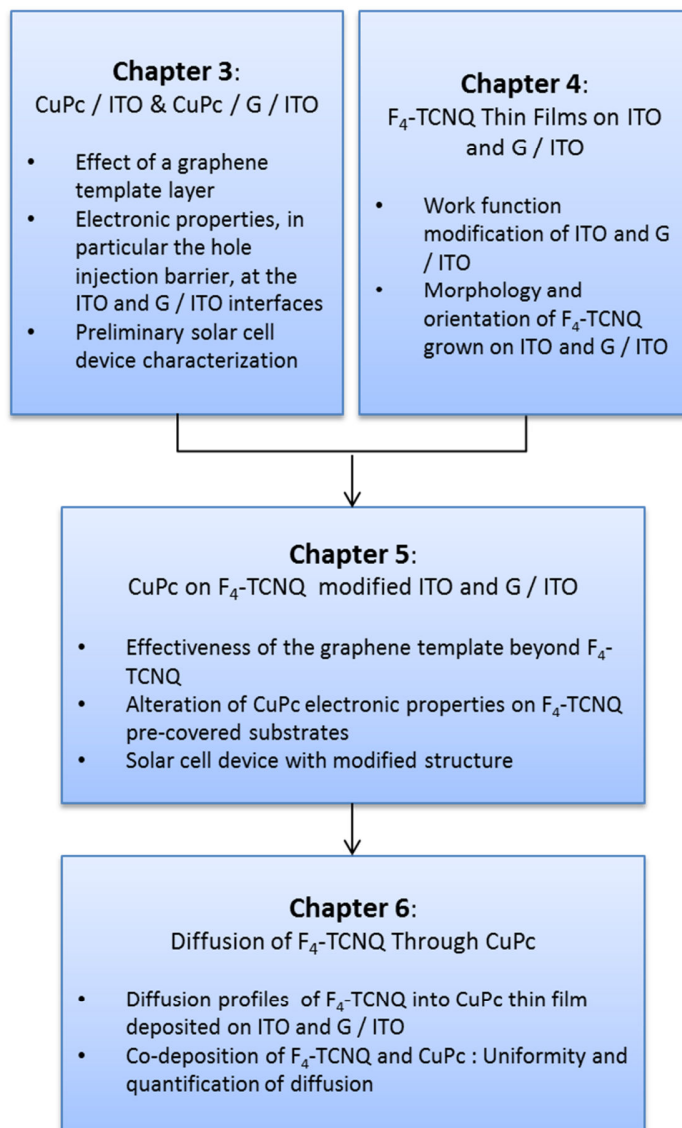 Chapter 3:
CuPc / ITO & CuPc / G / ITO
• Effect of a graphene
template layer
• Electronic properties, in
particular the hole
injection barrier, at the
ITO and G / ITO interfaces
• Preliminary solar cell
device characterization
Chapter 4:
F₄-TCNQ Thin Films on ITO
and G / ITO
• Work function
modification of ITO and G
/ ITO
• Morphology and
orientation of F₄-TCNQ
grown on ITO and G / ITO
Chapter 5:
CuPc on F₄-TCNQ modified ITO and G / ITO
• Effectiveness of the graphene template beyond F₄-
TCNQ
• Alteration of CuPc electronic properties on F₄-TCNQ
pre-covered substrates
• Solar cell device with modified structure
Chapter 6:
Diffusion of F₄-TCNQ Through CuPc
• Diffusion profiles of F₄-TCNQ into CuPc thin film
deposited on ITO and G / ITO
• Co-deposition of F₄-TCNQ and CuPc : Uniformity and
quantification of diffusion